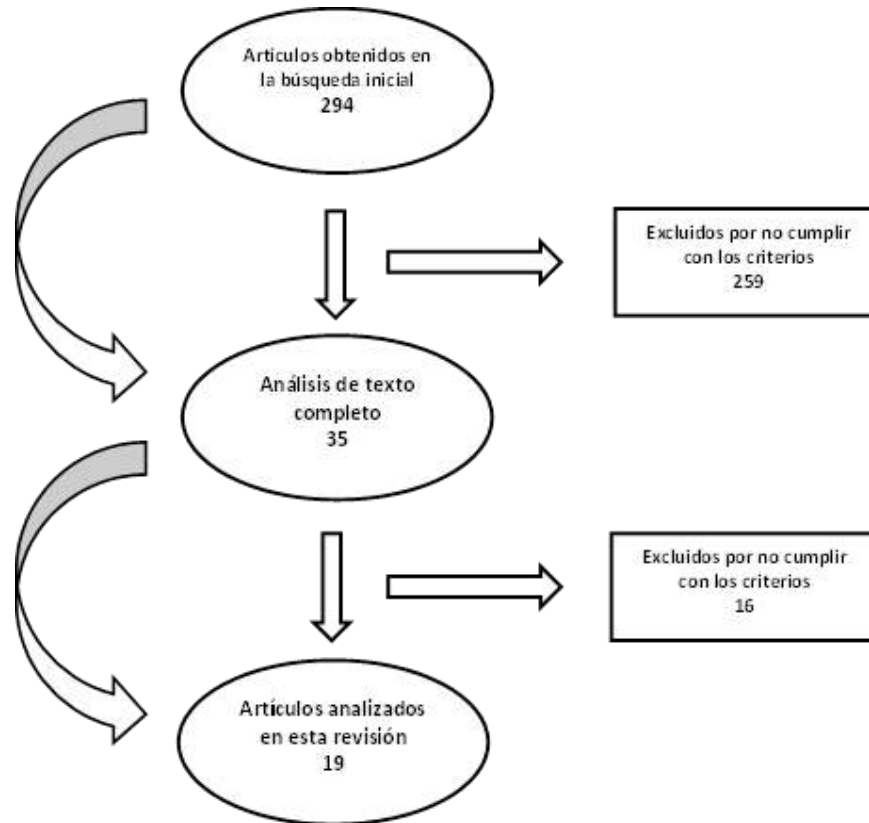 Artículos obtenidos en
la búsqueda inicial
294
Excluidos por no cumplir
con los criterios
259
Análisis de texto
completo
35
Excluidos por no cumplir
con los criterios
16
Artículos analizados
en esta revisión
19